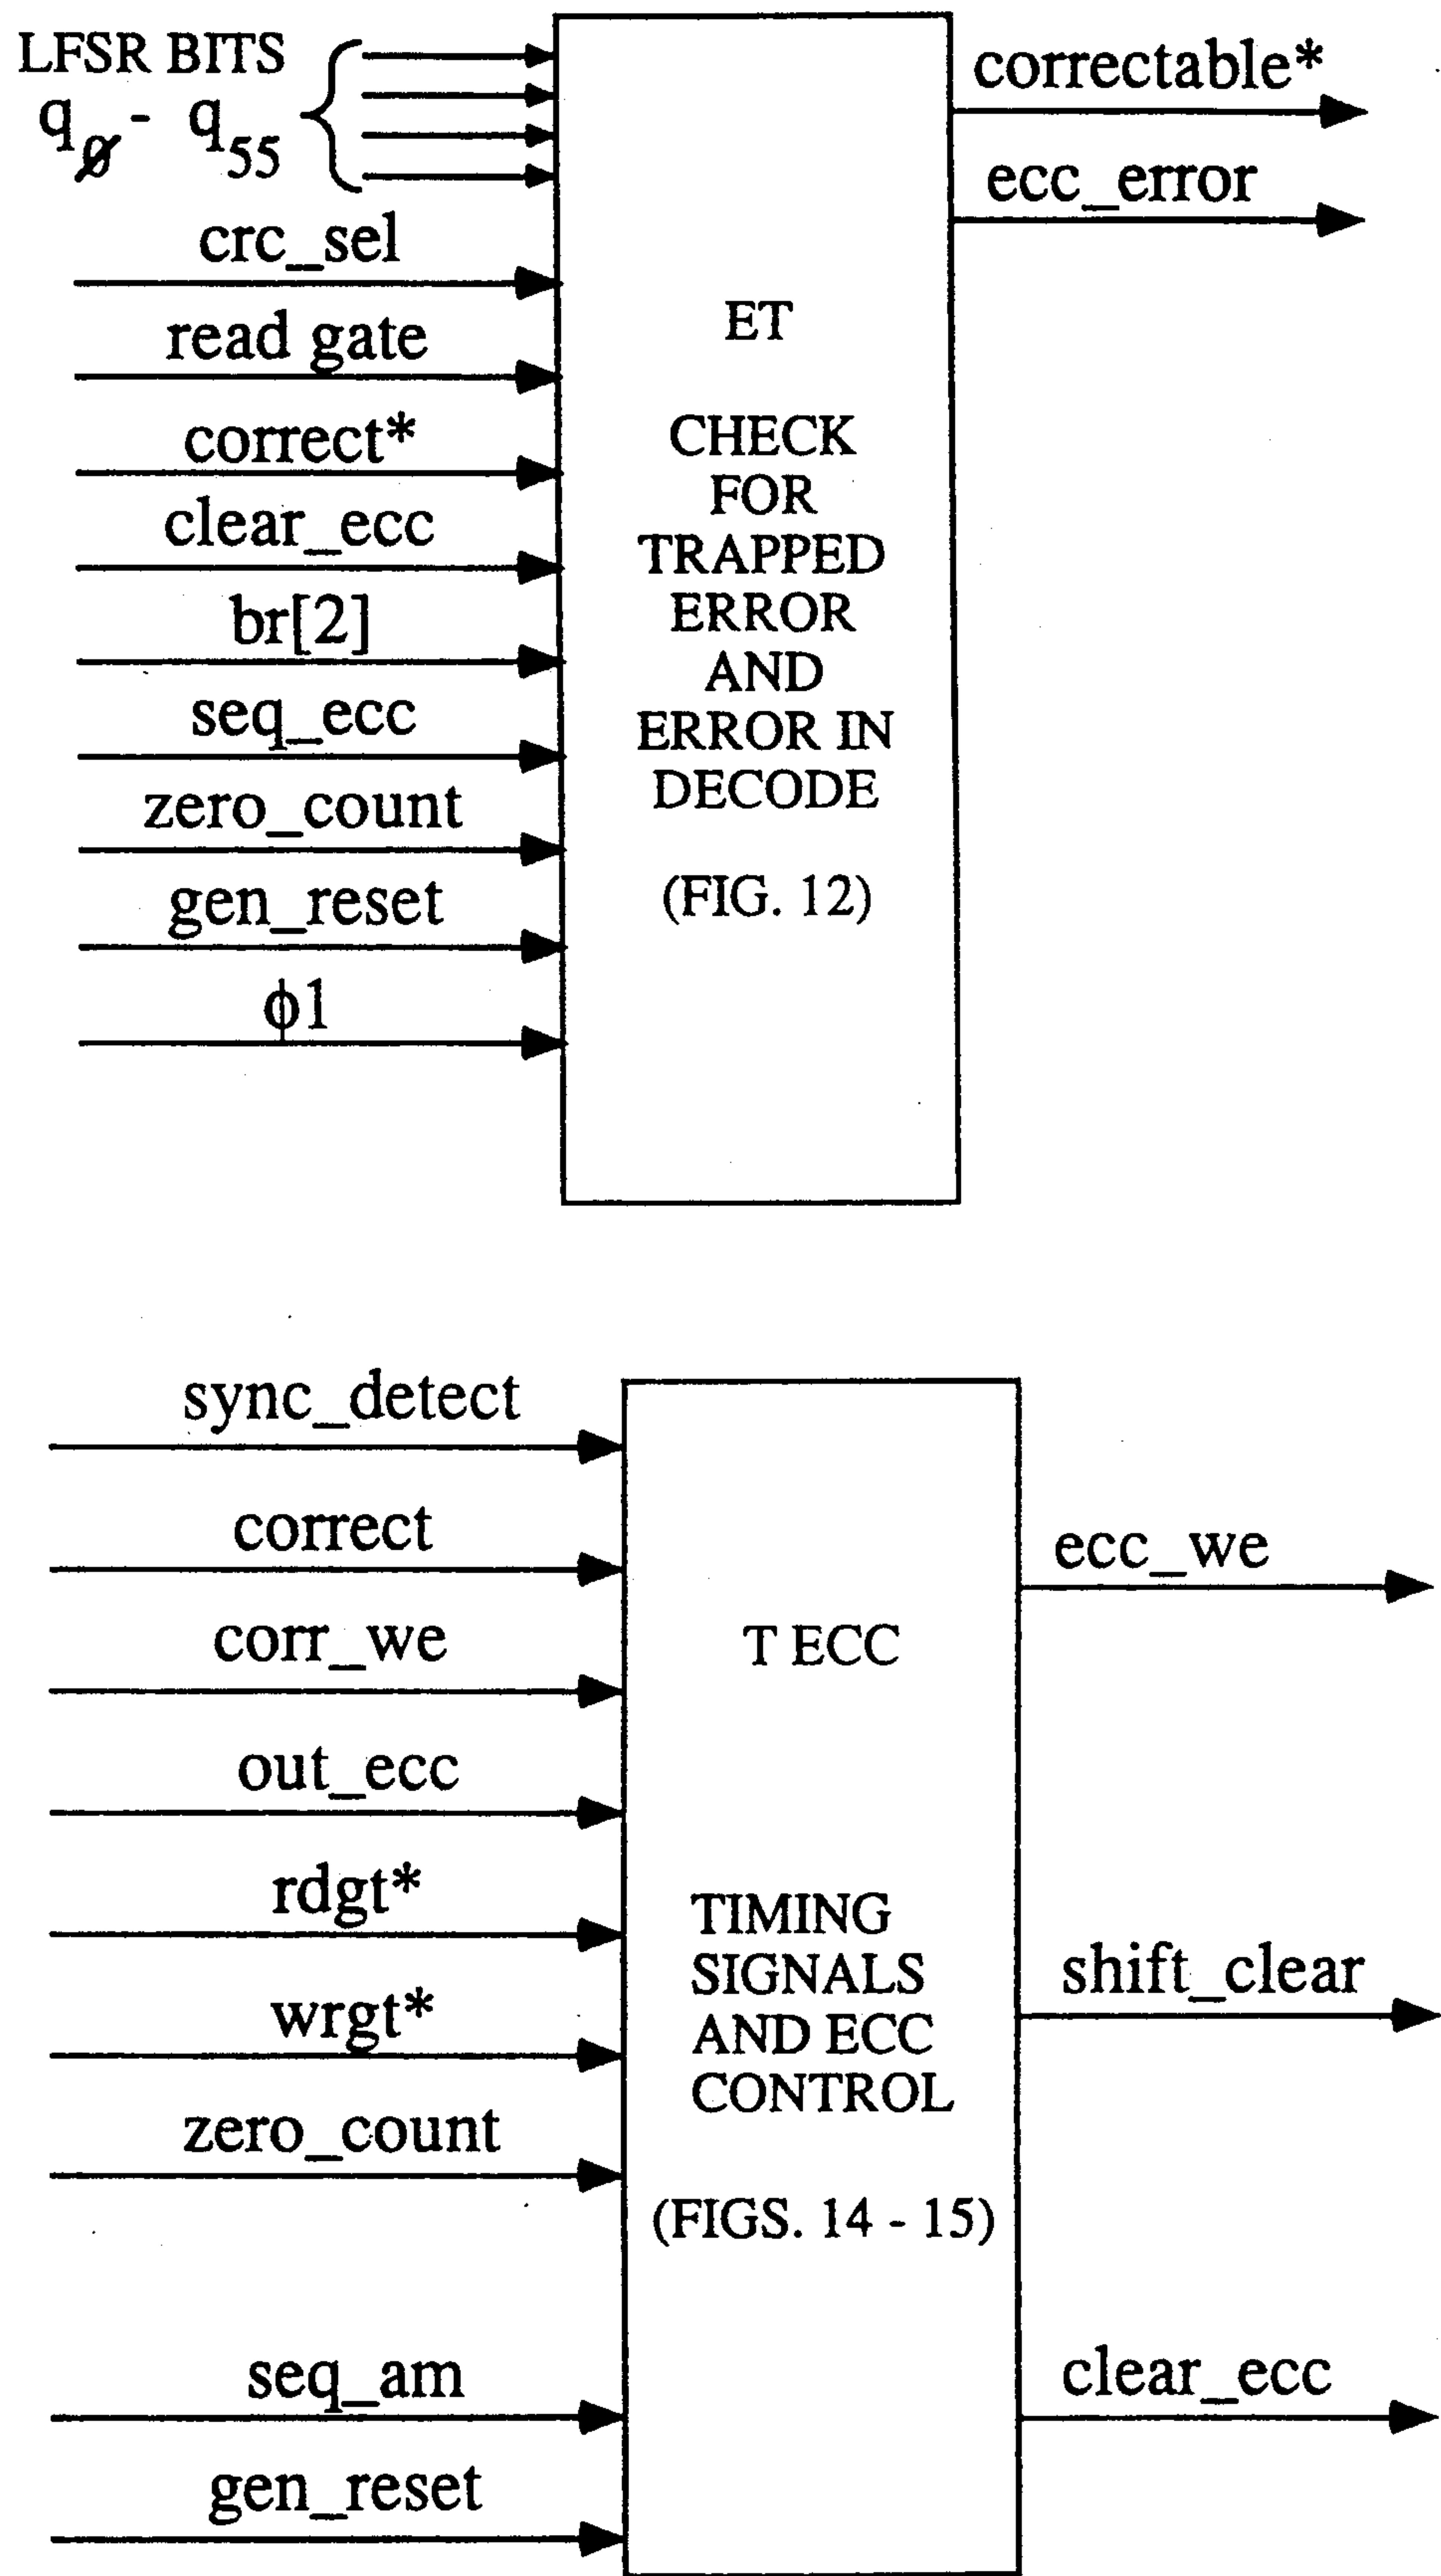 LFSR BITS
q0 - q55
crc_sel
read gate
correct*
clear_ecc
br[2]
seq_ecc
zero_count
gen_reset
ϕ1
ET
CHECK
FOR
TRAPPED
ERROR
AND
ERROR IN
DECODE
(FIG. 12)
correctable*
ecc_error
sync_detect
correct
corr_we
out_ecc
rdgt*
wrgt*
zero_count
seq_am
gen_reset
T ECC
TIMING
SIGNALS
AND ECC
CONTROL
(FIGS. 14 - 15)
ecc_we
shift_clear
clear_ecc